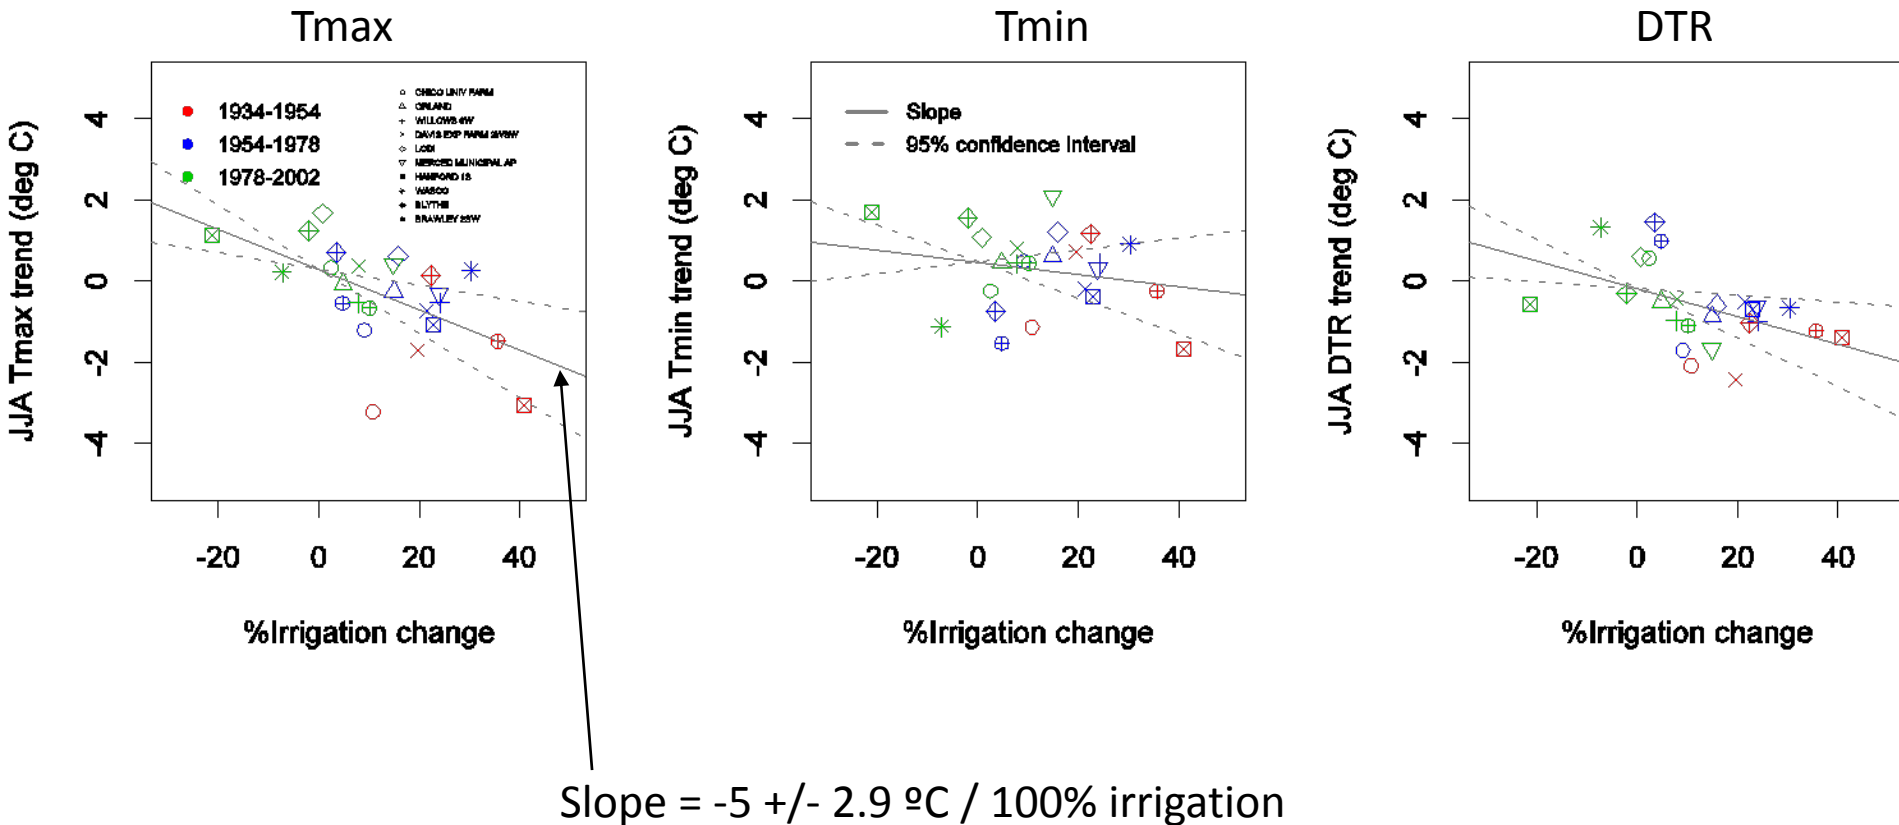 Tmax
Tmin
DTR
JJA Tmax trend (deg C)
4
2
0
-2
-4
1934-1954
1954-1978
1978-2002
CHICO UNIV FARM
ORLAND
WILLOWS 6W
DAVIS EXP FARM 2WSW
LODI
MERCED MUNICIPAL AP
HANFORD 1S
WASCO
BLYTHE
BRAWLEY 2SW
-20 0 20 40
%Irrigation change
JJA Tmin trend (deg C)
4
2
0
-2
-4
Slope
95% confidence interval
-20 0 20 40
%Irrigation change
JJA DTR trend (deg C)
4
2
0
-2
-4
-20 0 20 40
%Irrigation change
Slope = -5 +/- 2.9 ºC / 100% irrigation